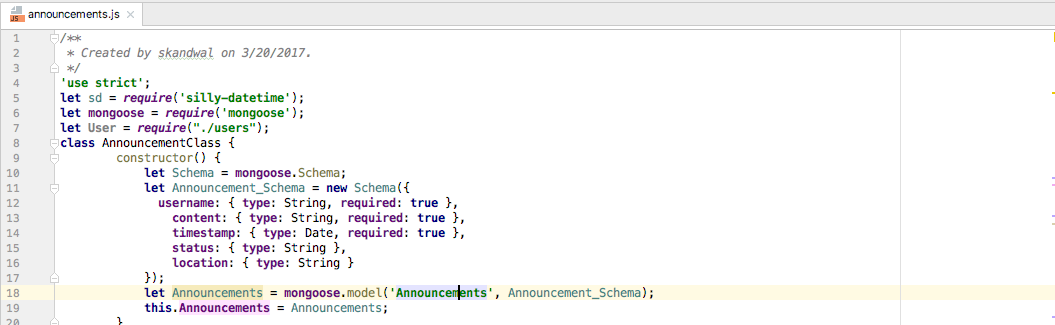 announcements.js
1 /**
2 * Created by skandwal on 3/20/2017.
3 */
4 'use strict';
5 let sd = require('silly-datetime');
6 let mongoose = require('mongoose');
7 let User = require("./users");
8 class AnnouncementClass {
9 constructor() {
10 let Schema = mongoose.Schema;
11 let Announcement_Schema = new Schema({
12 username: { type: String, required: true },
13 content: { type: String, required: true },
14 timestamp: { type: Date, required: true },
15 status: { type: String },
16 location: { type: String }
17 });
18 let Announcements = mongoose.model('Announcements', Announcement_Schema);
19 this.Announcements = Announcements;
20 }